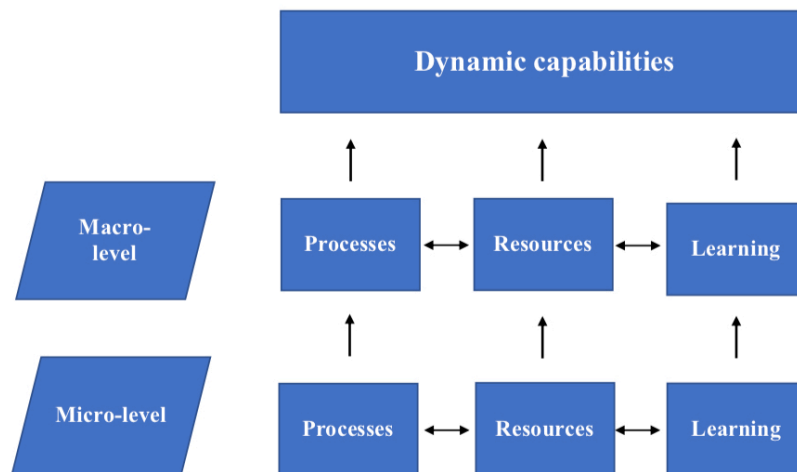 Dynamic capabilities
Macro-
level
Processes
Resources
Learning
Micro-level
Processes
Resources
Learning